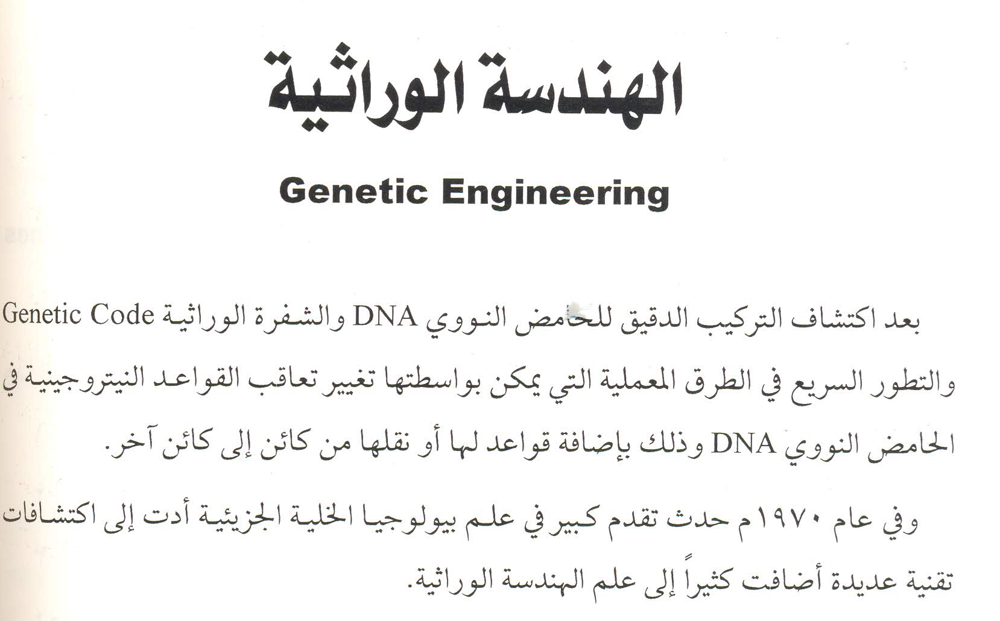 الهندسة الوراثية
Genetic Engineering
بعد اكتشاف التركيب الدقيق للحامض النووي DNA والشفرة الوراثية Genetic Code
والتطور السريع في الطرق المعملية التي يمكن بواسطتها تغيير تعاقب القواعد النيتروجينية في
الحامض النووي DNA وذلك بإضافة قواعد لها أو نقلها من كائن إلى كائن آخر.
وفي عام ١٩٧٠م حدث تقدم كبير في علم بيولوجيا الخلية الجزيئية أدت إلى اكتشافات
تقنية عديدة أضافت كثيراً إلى علم الهندسة الوراثية.